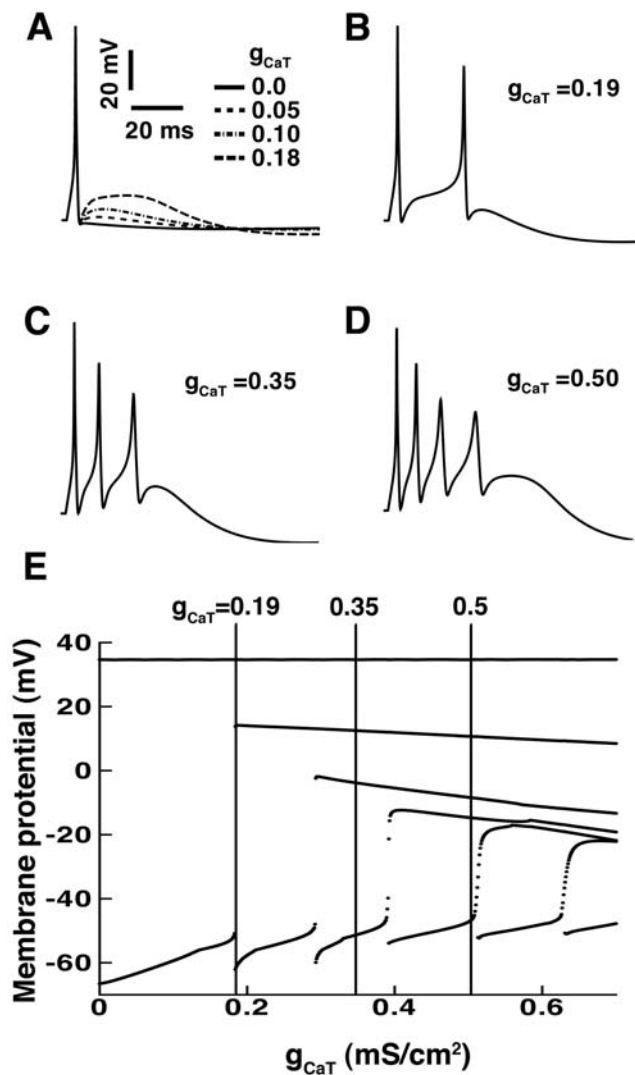 A
20 mV
20 ms
gCaT
0.0
0.05
0.10
0.18
B
gCaT =0.19
C
gCaT =0.35
D
gCaT =0.50
E
gCaT=0.19 0.35 0.5
Membrane protential (mV)
40
20
0
-20
-40
-60
0 0.2 0.4 0.6
gCaT (mS/cm²)